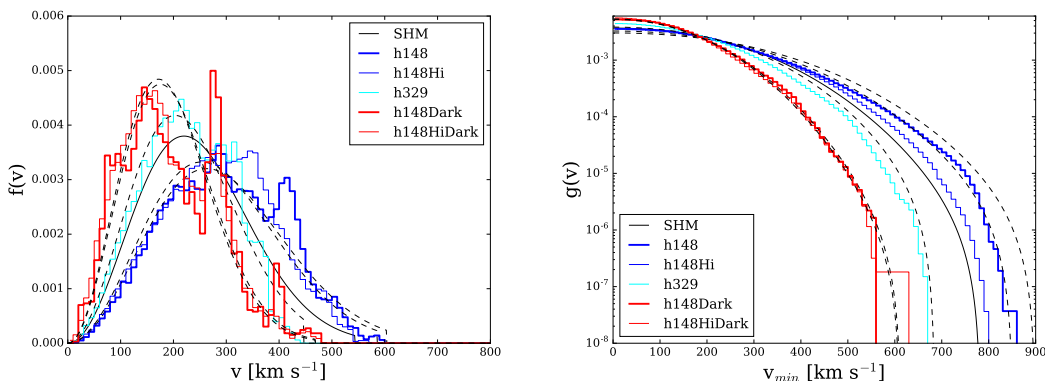 0.006
0.005
0.004
0.003
0.002
0.001
0.000
f(v)
0 100 200 300 400 500 600 700 800
v [km s⁻¹]
SHM
h148
h148Hi
h329
h148Dark
h148HiDark
10⁻³
10⁻⁴
10⁻⁵
10⁻⁶
10⁻⁷
10⁻⁸
g(v)
0 100 200 300 400 500 600 700 800 900
v_min [km s⁻¹]
SHM
h148
h148Hi
h329
h148Dark
h148HiDark